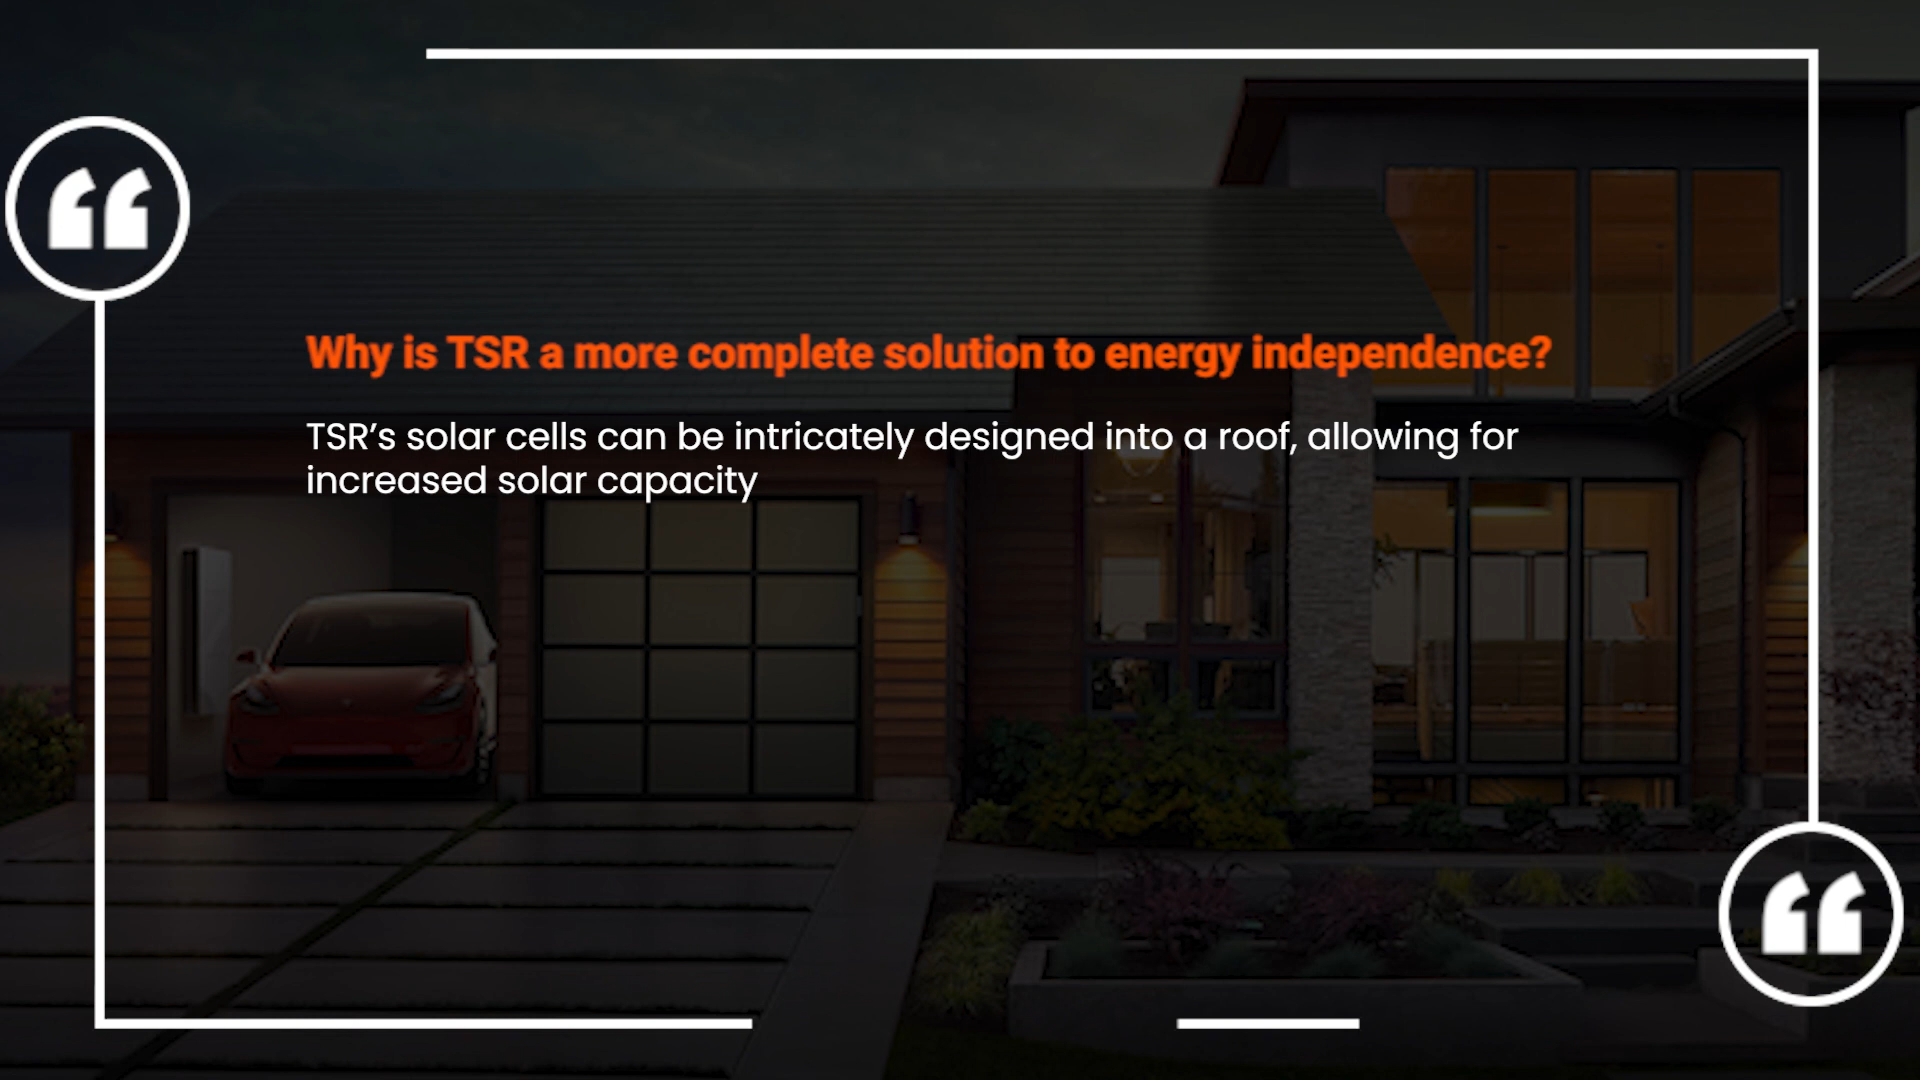 Why is TSR a more complete solution to energy independence?
TSR’s solar cells can be intricately designed into a roof, allowing for
increased solar capacity